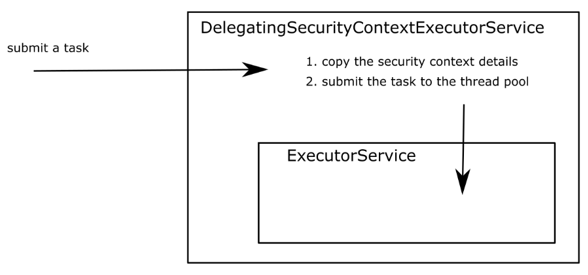 DelegatingSecurityContextExecutorService
submit a task
1. copy the security context details
2. submit the task to the thread pool
ExecutorService